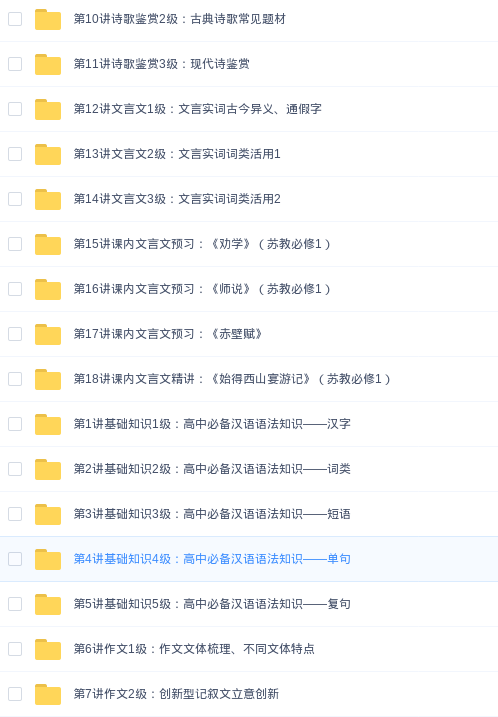 第10讲诗歌鉴赏2级：古典诗歌常见题材
第11讲诗歌鉴赏3级：现代诗鉴赏
第12讲文言文1级：文言实词古今异义、通假字
第13讲文言文2级：文言实词词类活用1
第14讲文言文3级：文言实词词类活用2
第15讲课内文言文预习：《劝学》（苏教必修1）
第16讲课内文言文预习：《师说》（苏教必修1）
第17讲课内文言文预习：《赤壁赋》
第18讲课内文言文精讲：《始得西山宴游记》（苏教必修1）
第1讲基础知识1级：高中必备汉语语法知识——汉字
第2讲基础知识2级：高中必备汉语语法知识——词类
第3讲基础知识3级：高中必备汉语语法知识——短语
第4讲基础知识4级：高中必备汉语语法知识——单句
第5讲基础知识5级：高中必备汉语语法知识——复句
第6讲作文1级：作文文体梳理、不同文体特点
第7讲作文2级：创新型记叙文立意创新